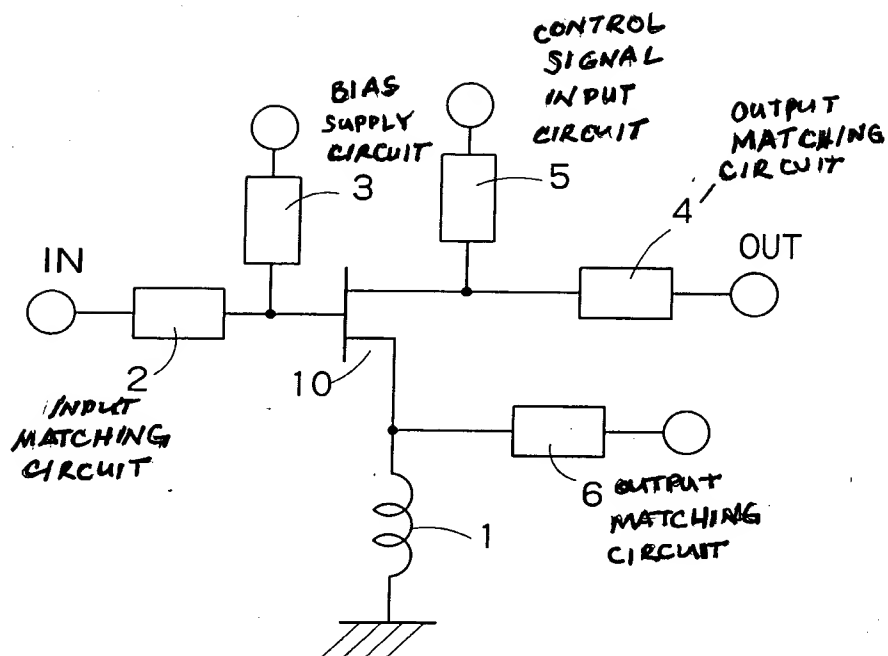 CONTROL
SIGNAL
INPUT
CIRCUIT
BIAS
SUPPLY
CIRCUIT
OUTPUT
MATCHING
CIRCUIT
3
5
4
IN
OUT
2
10
INPUT
MATCHING
CIRCUIT
6 OUTPUT
MATCHING
CIRCUIT
1